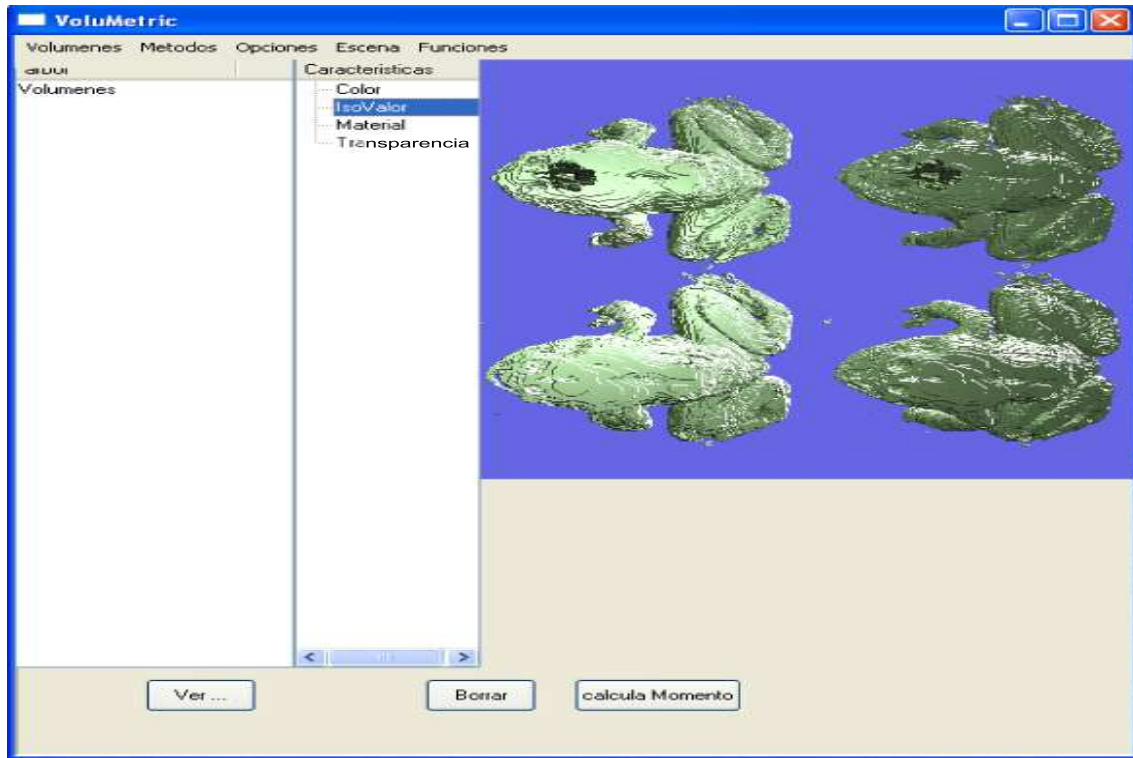 VoluMetric
Volumenes Metodos Opciones Escena Funciones
Caracteristicas
Volumenes
Color
IsoValor
Material
Transparencia
Ver ...
Borrar
calcula Momento